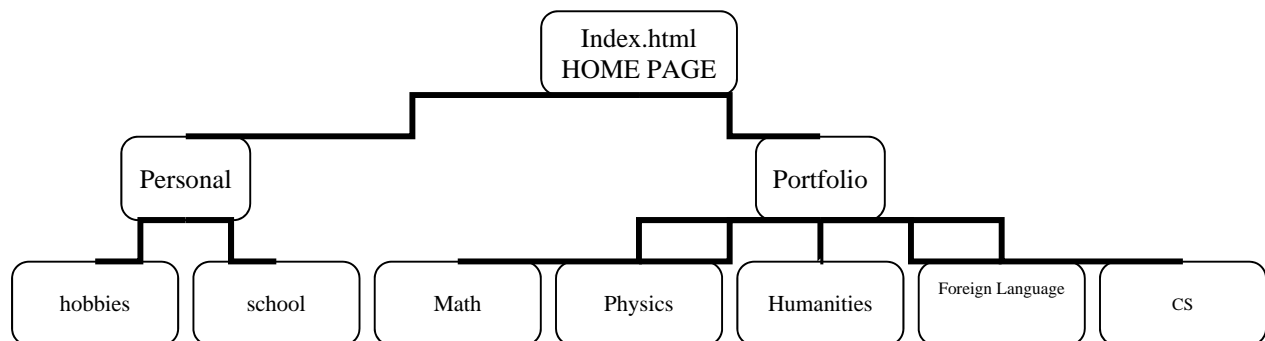 Index.html
HOME PAGE
Personal
Portfolio
hobbies
school
Math
Physics
Humanities
Foreign Language
CS